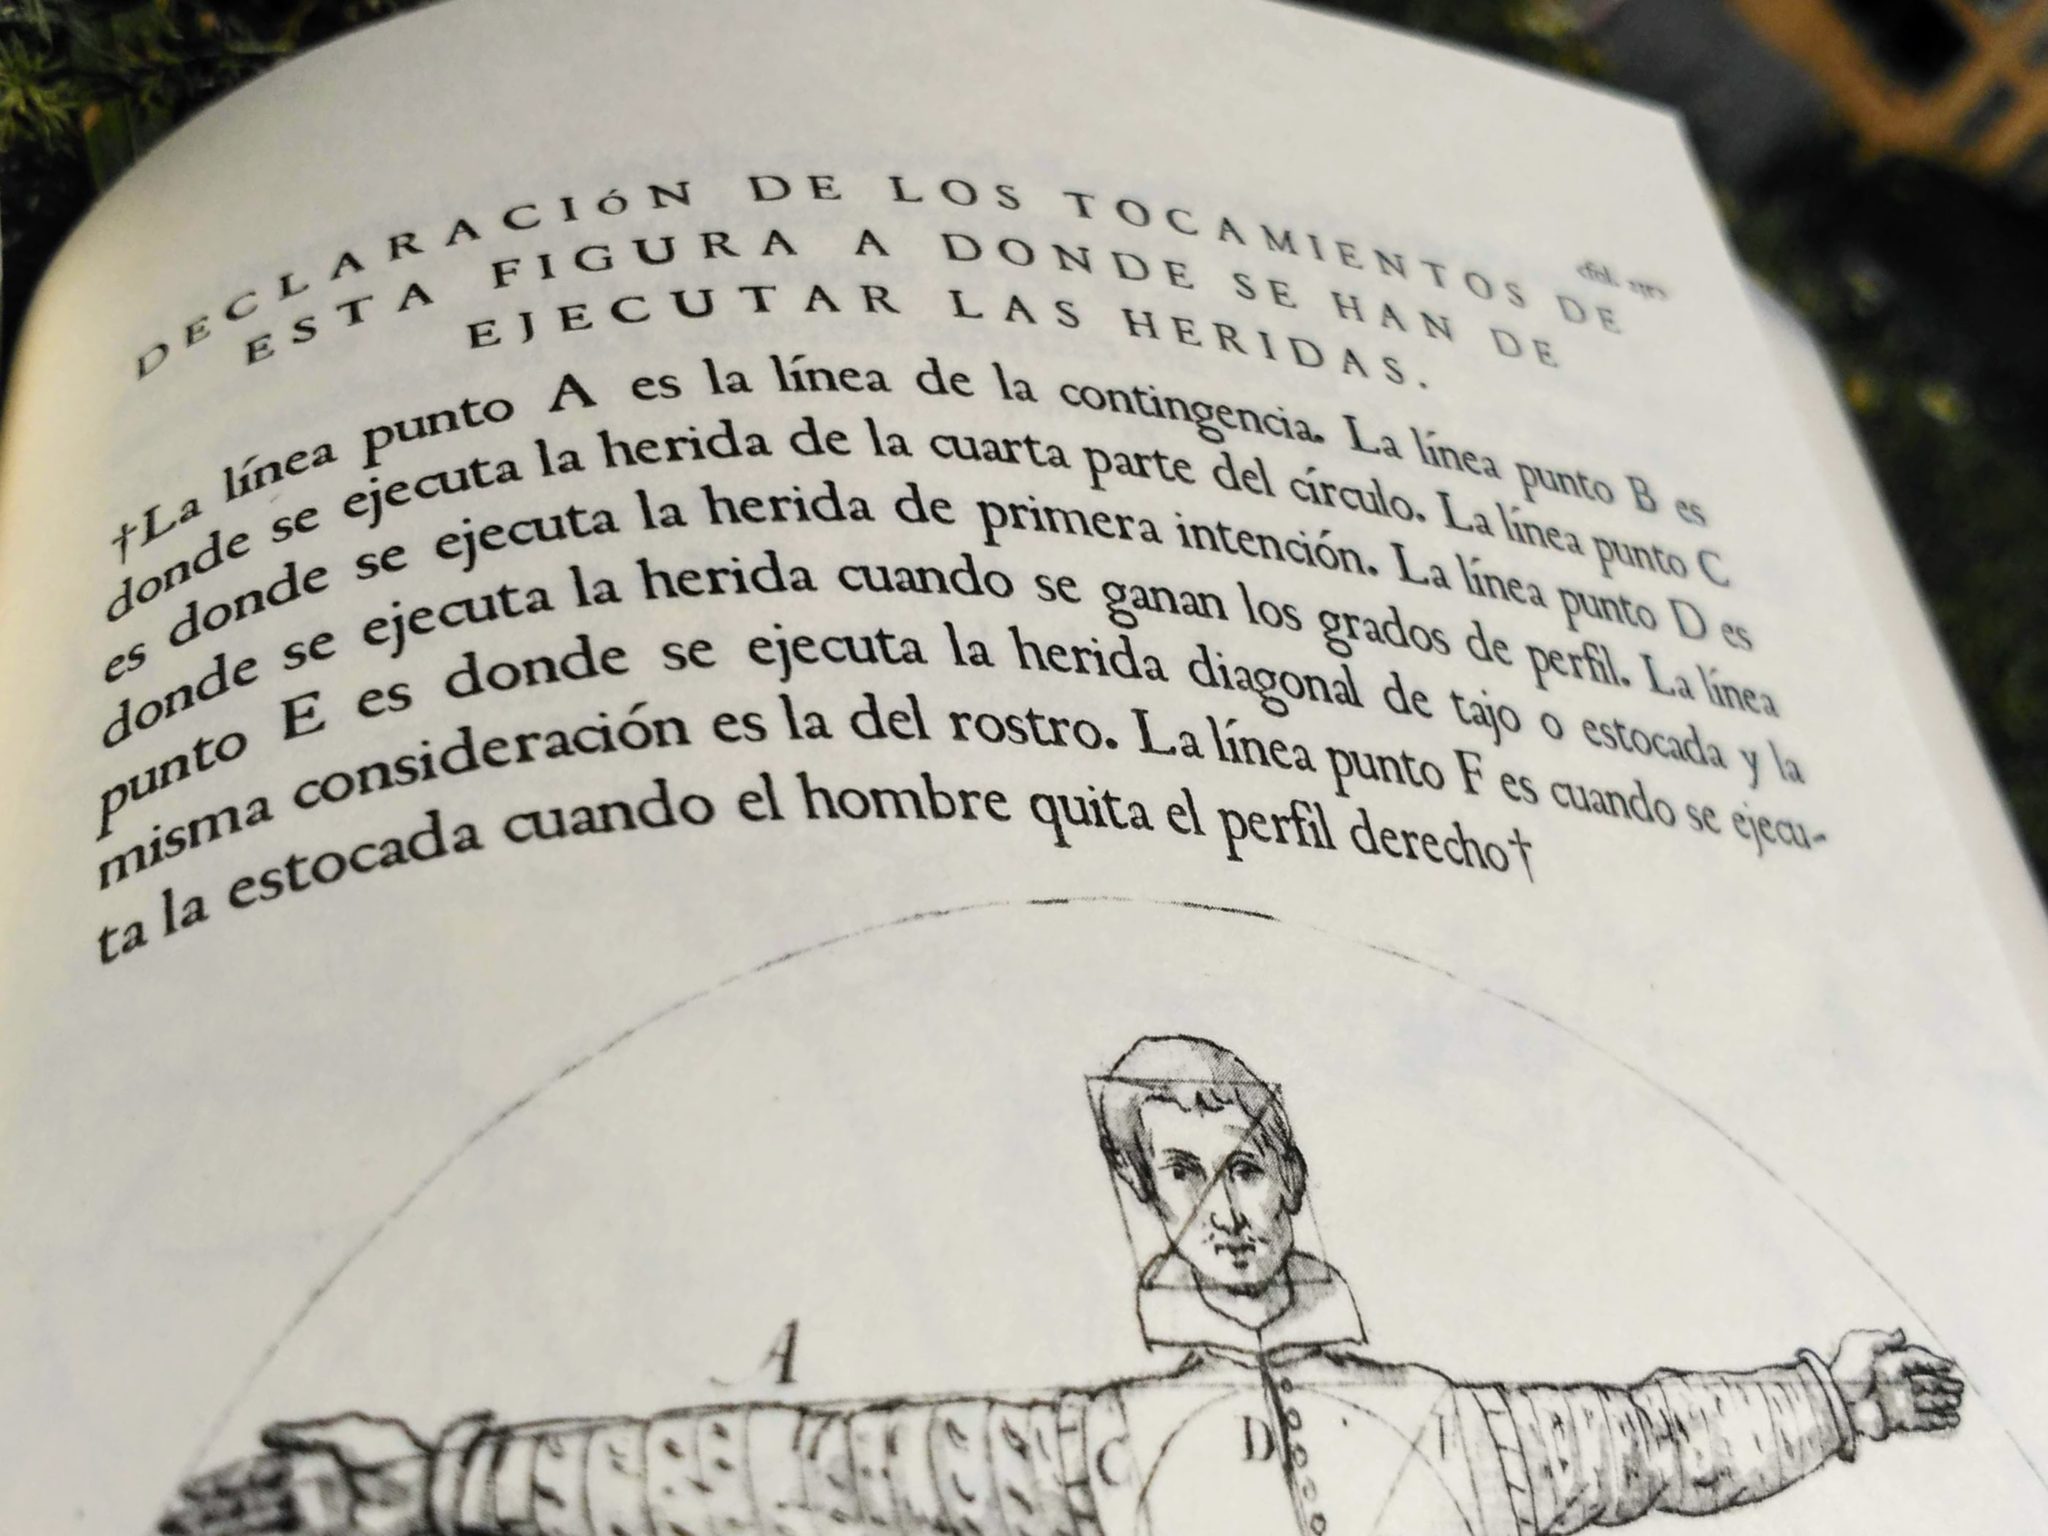 DECLARACIÓN DE LOS TOCAMIENTOS DE
ESTA FIGURA A DONDE SE HAN DE
EJECUTAR LAS HERIDAS.
†La línea punto A es la línea de la contingencia. La línea punto B es
donde se ejecuta la herida de la cuarta parte del círculo. La línea punto C
es donde se ejecuta la herida de primera intención. La línea punto D es
donde se ejecuta la herida cuando se ganan los grados de perfil. La línea
punto E es donde se ejecuta la herida diagonal de tajo o estocada y la
misma consideración es la del rostro. La línea punto F es cuando se ejecu-
ta la estocada cuando el hombre quita el perfil derecho†
A
C
D